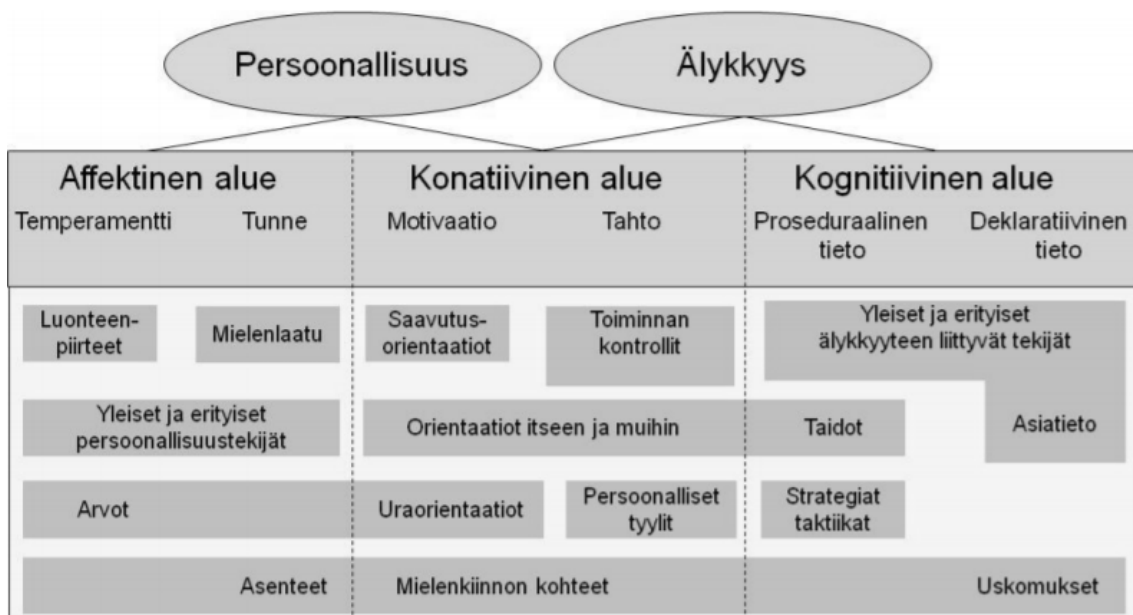 Persoonallisuus
Älykkyys
Affektinen alue
Konatiivinen alue
Kognitiivinen alue
Temperamentti
Tunne
Motivaatio
Tahto
Proseduraalinen
tieto
Deklaratiivinen
tieto
Luonteen-
piirteet
Mielenlaatu
Saavutus-
orientaatiot
Toiminnan
kontrollit
Yleiset ja erityiset
älykkyyteen liittyvät tekijät
Yleiset ja erityiset
persoonallisuustekijät
Orientaatiot itseen ja muihin
Taidot
Asiatieto
Arvot
Uraorientaatiot
Persoonalliset
tyylit
Strategiat
taktiikat
Asenteet
Mielenkiinnon kohteet
Uskomukset